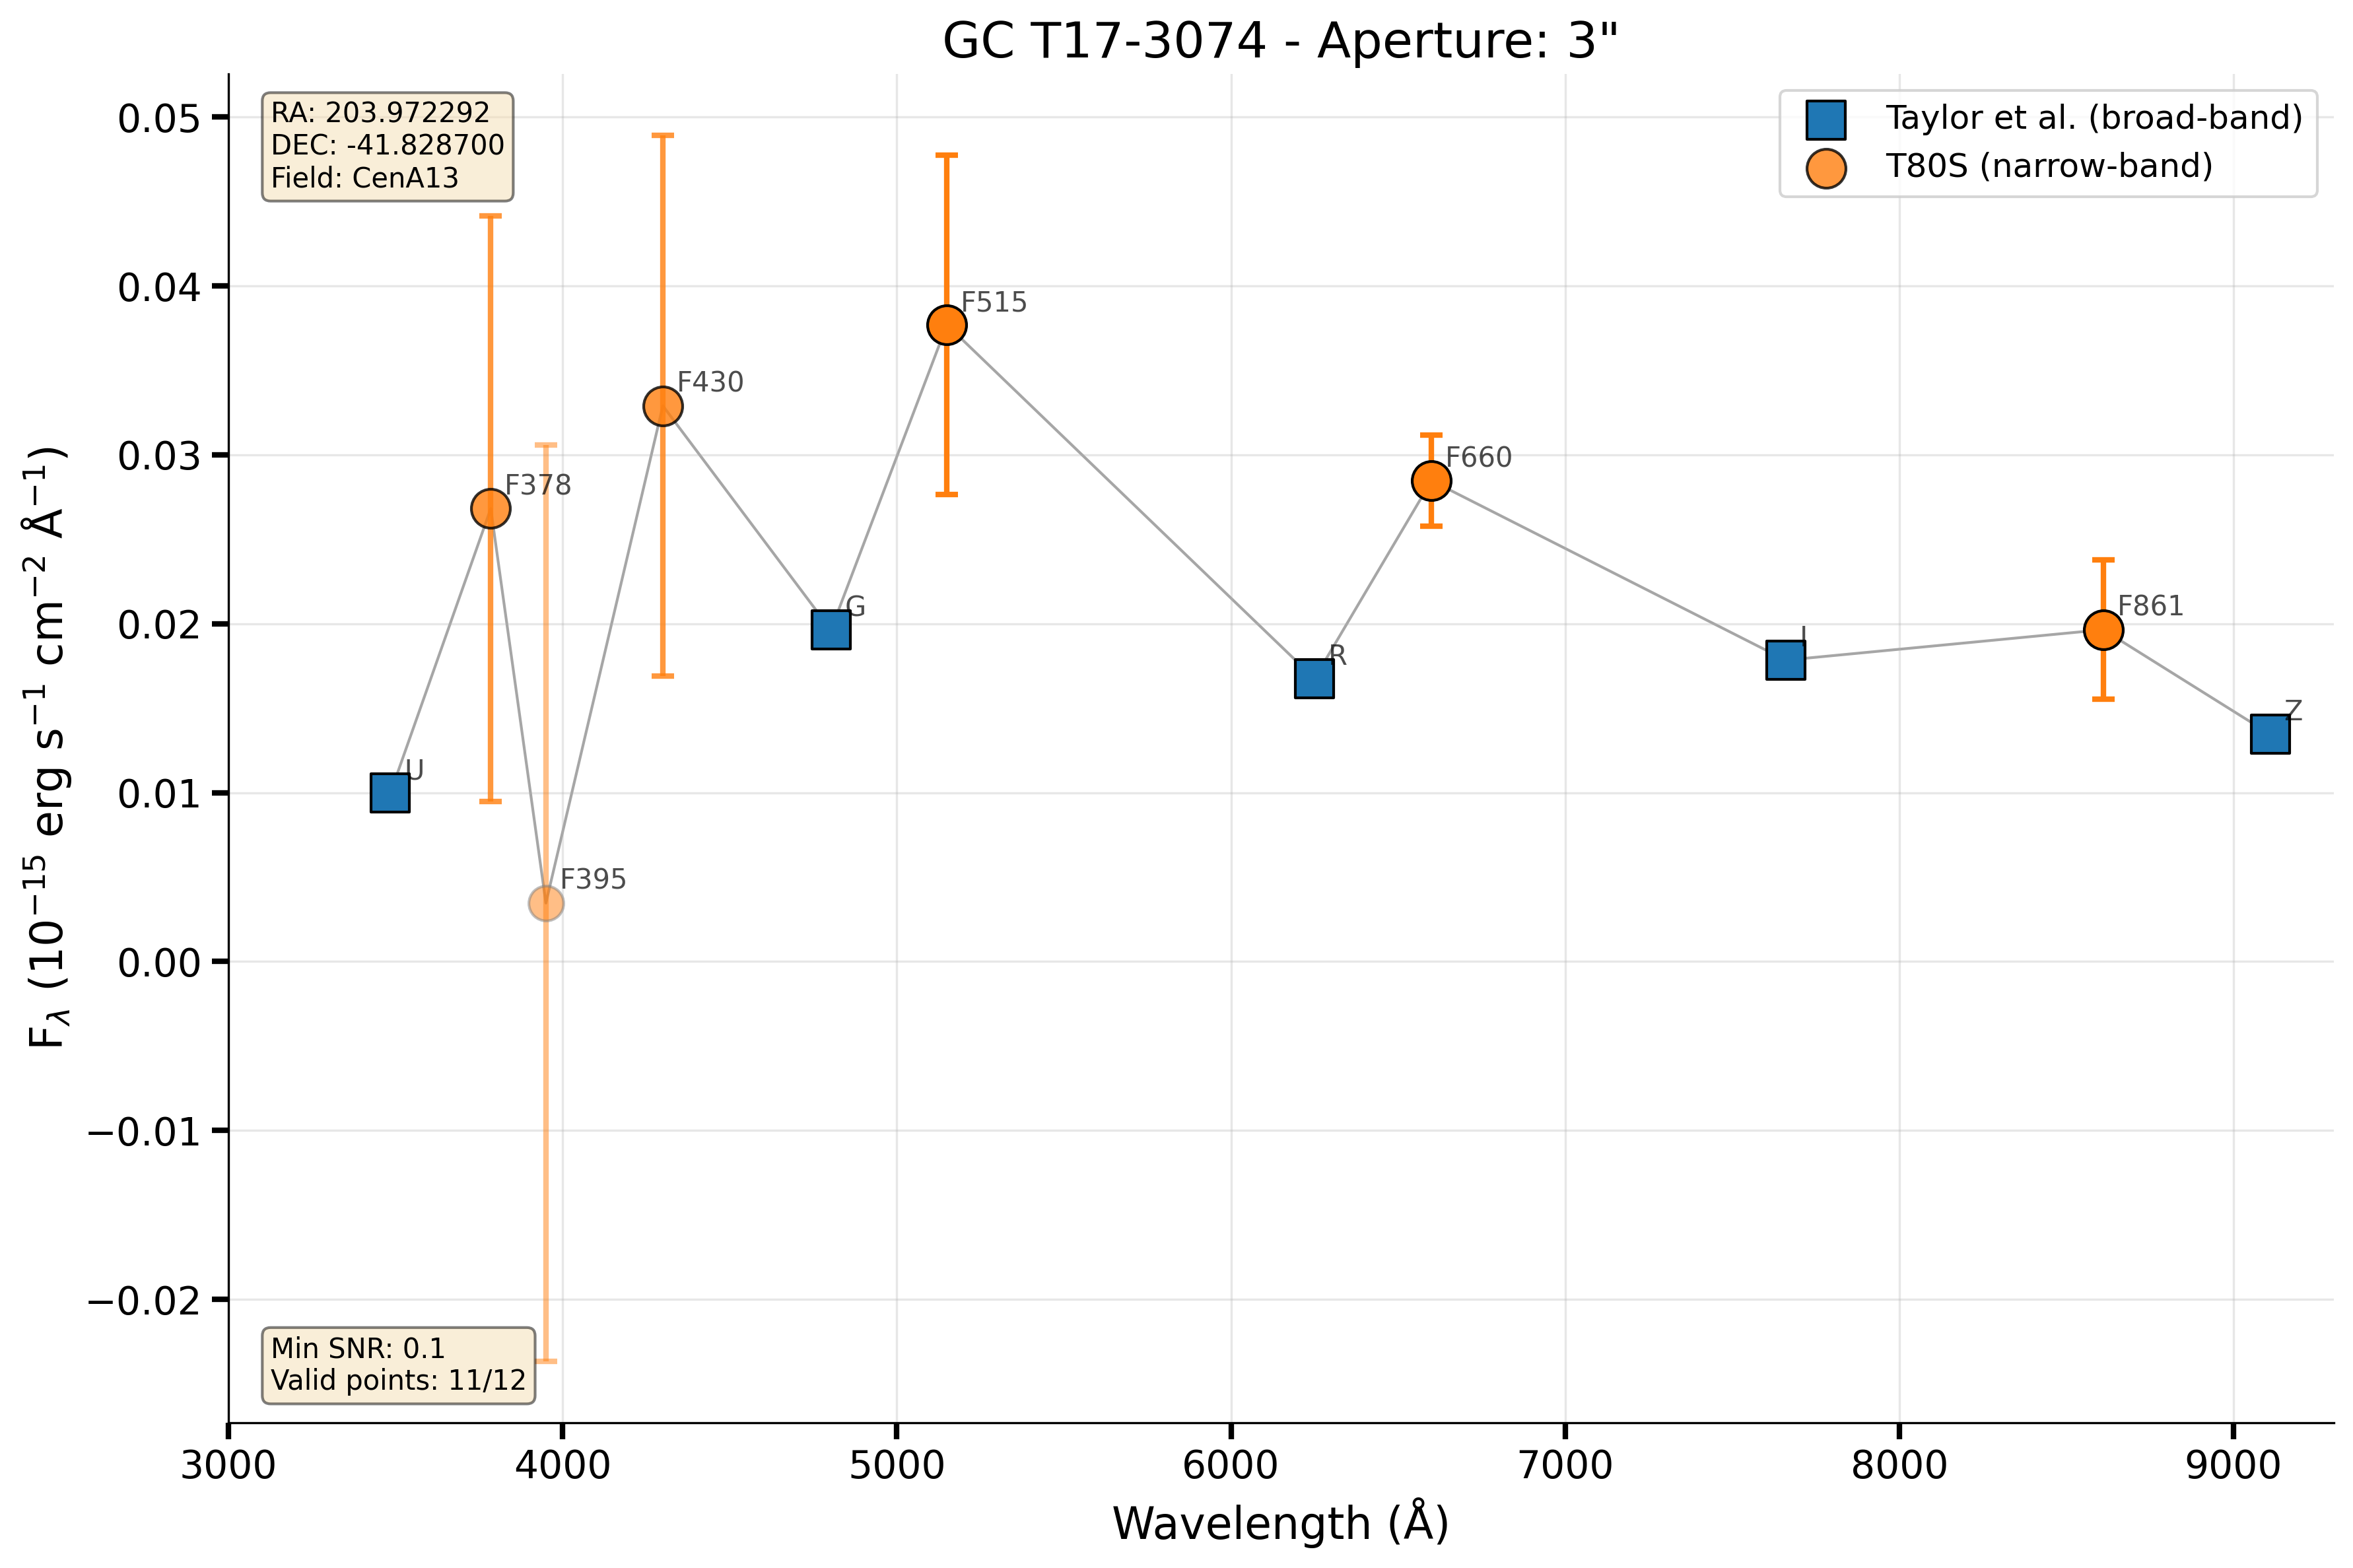 GC T17-3074 - Aperture: 3"
RA: 203.972292
DEC: -41.828700
Field: CenA13
Taylor et al. (broad-band)
T80S (narrow-band)
0.05
0.04
0.03
0.02
0.01
0.00
−0.01
−0.02
F$_{λ}$ (10⁻¹⁵ erg s⁻¹ cm⁻² Å⁻¹)
U
F378
F395
F430
G
F515
R
F660
I
F861
Z
Min SNR: 0.1
Valid points: 11/12
3000 4000 5000 6000 7000 8000 9000
Wavelength (Å)